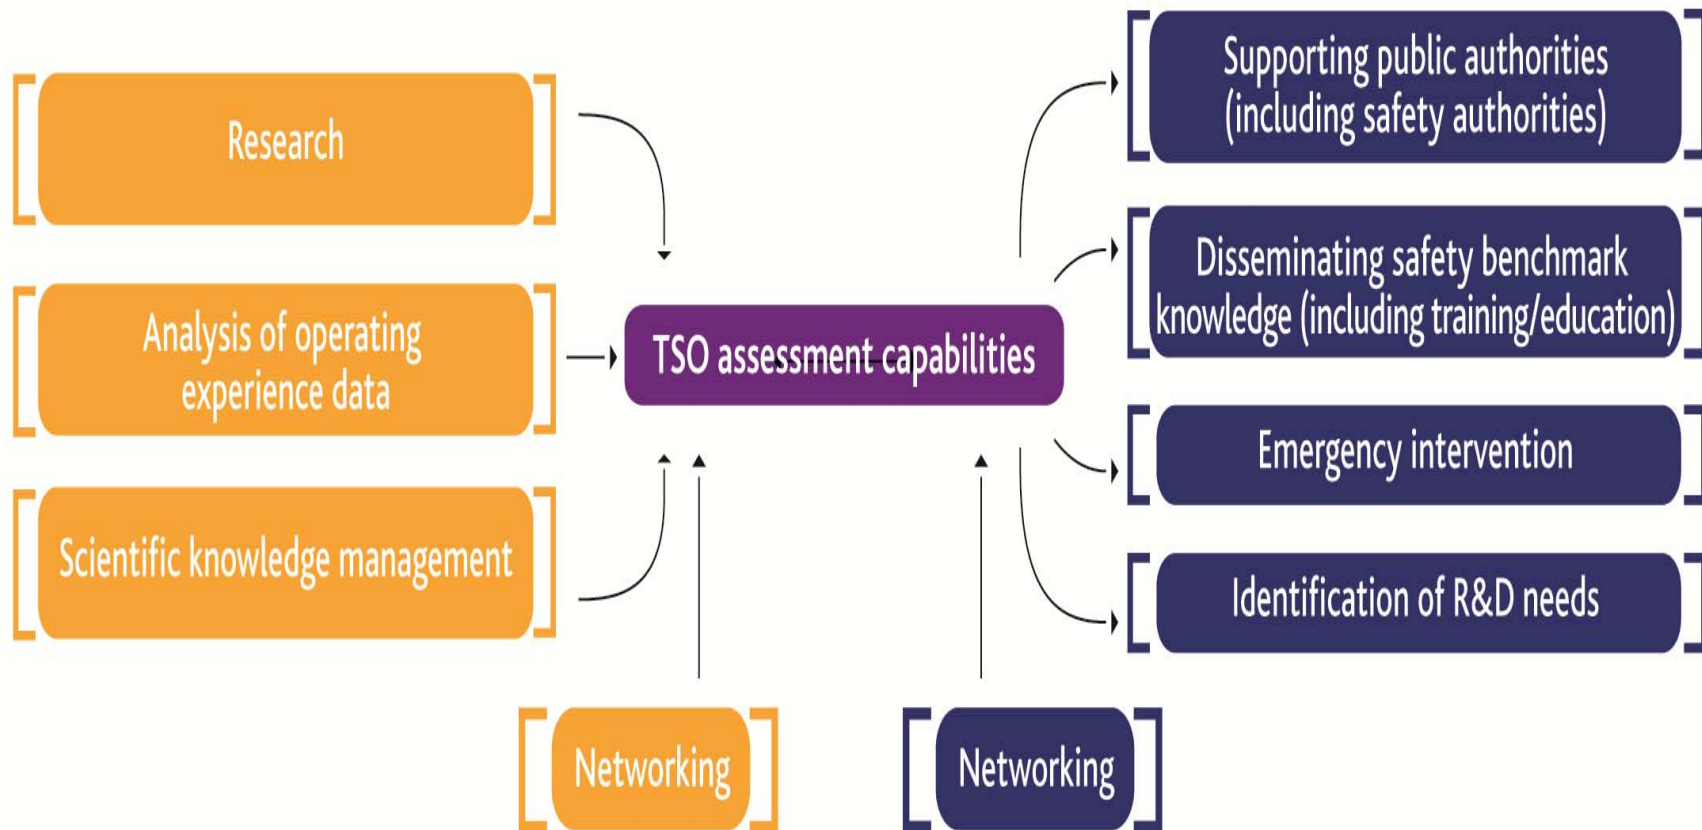 Research
Analysis of operating
experience data
Scientific knowledge management
TSO assessment capabilities
Supporting public authorities
(including safety authorities)
Disseminating safety benchmark
knowledge (including training/education)
Emergency intervention
Identification of R&D needs
Networking
Networking